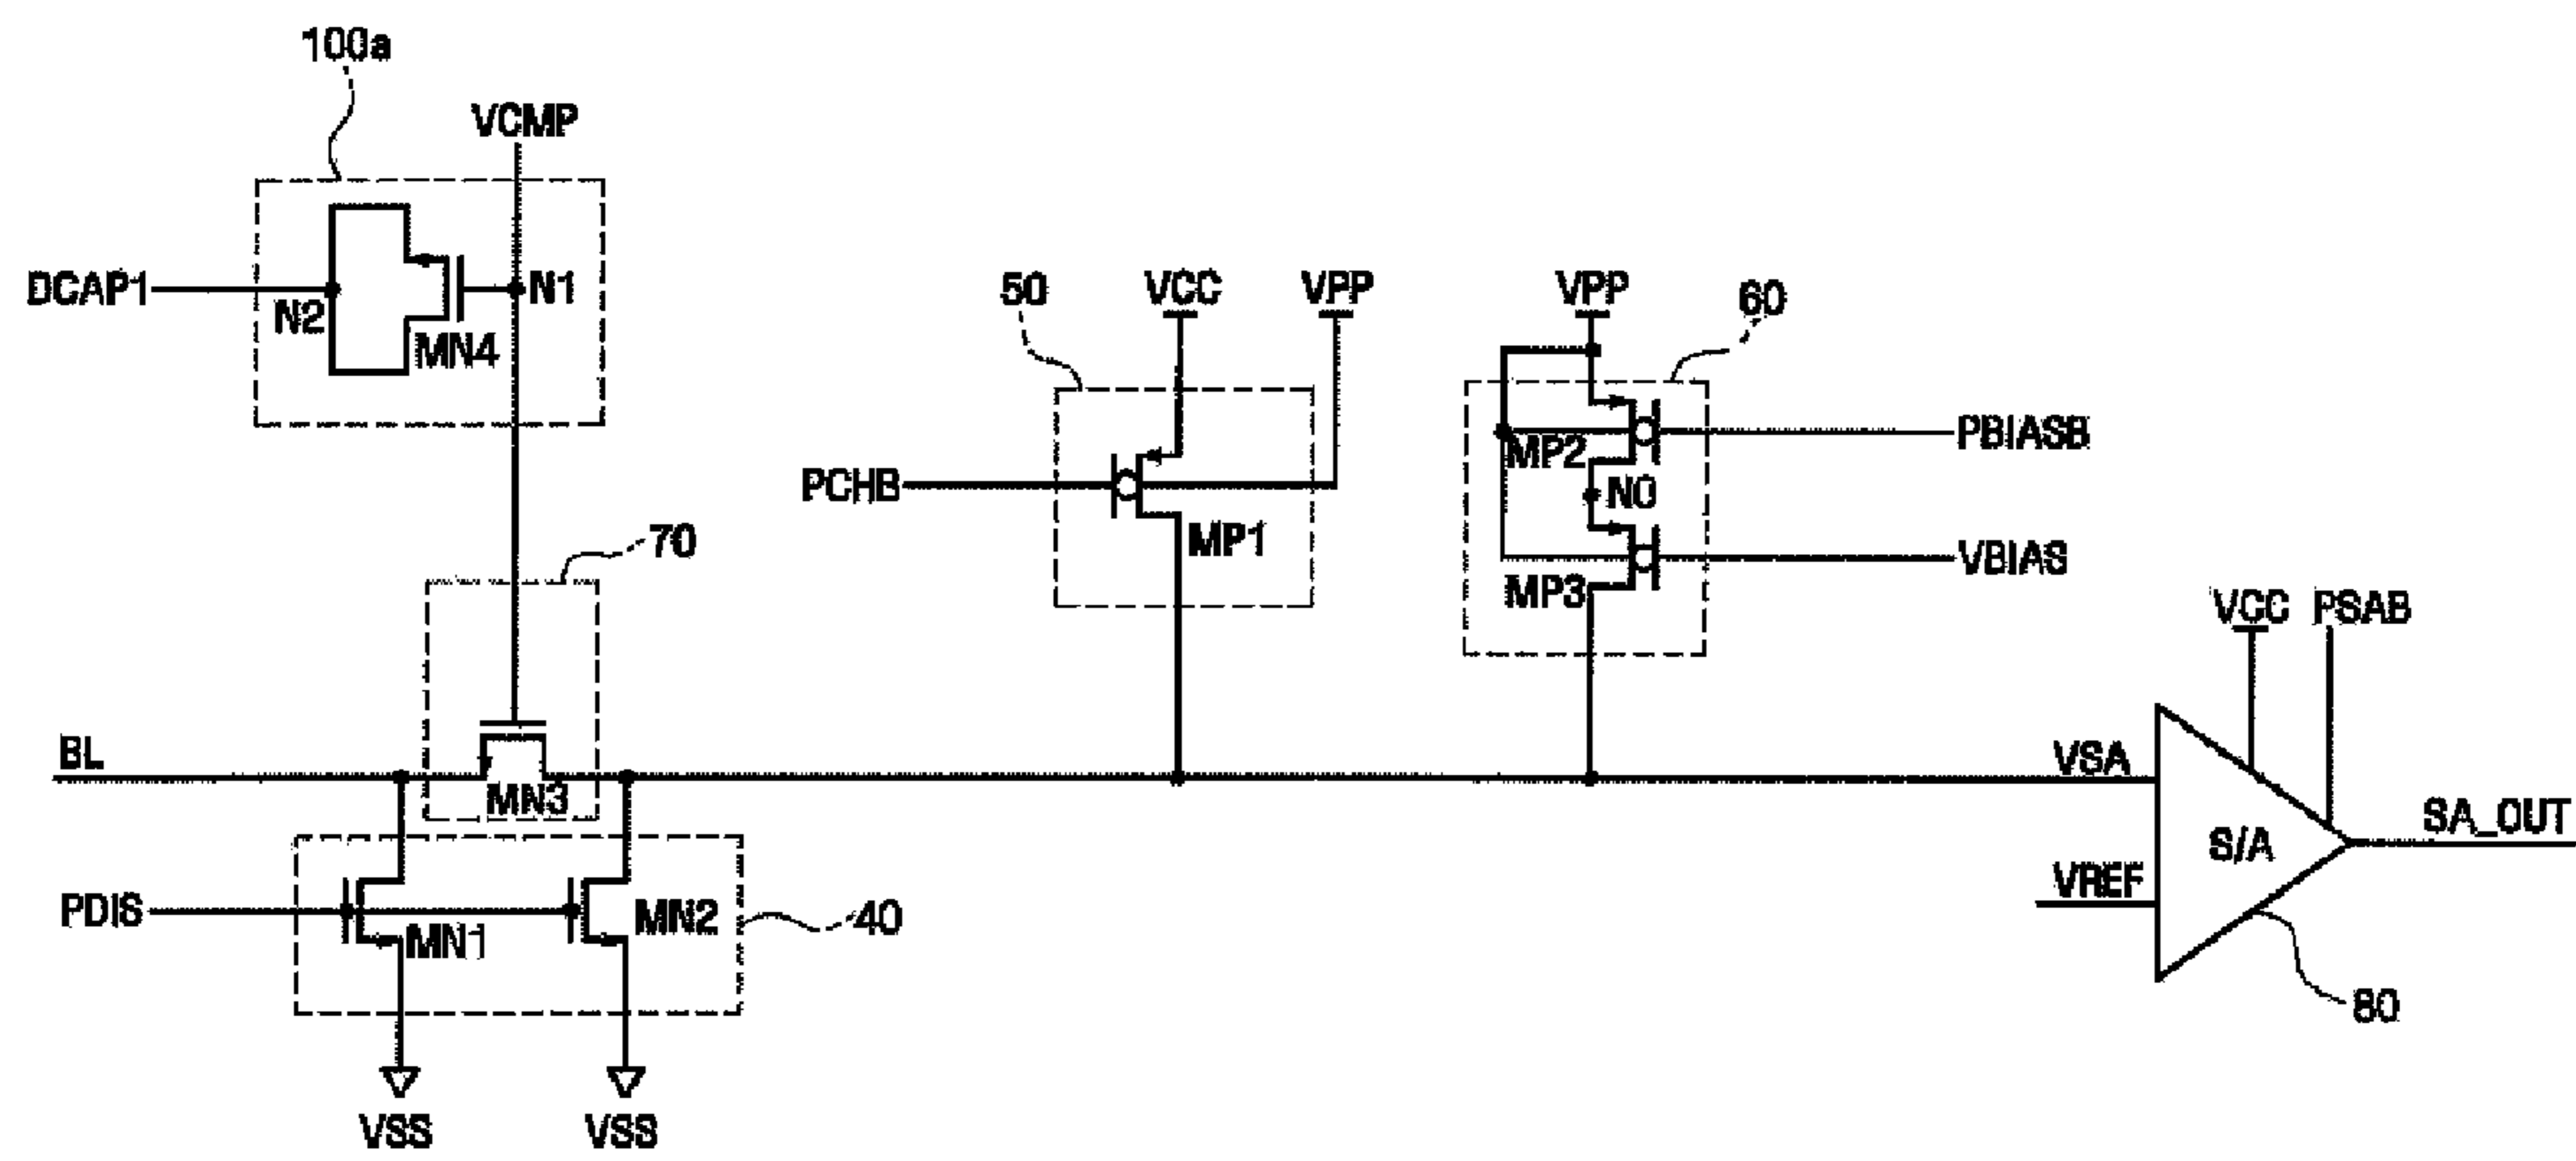 100a
VCMP
DCAP1
N2
MN4
N1
50
VCC
VPP
VPP
60
PCHB
MP1
MP2
PBIASB
N0
VBIAS
MP3
70
VCC
PSAB
BL
MN3
VSA
S/A
SA_OUT
VREF
PDIS
MN1
MN2
40
80
VSS
VSS